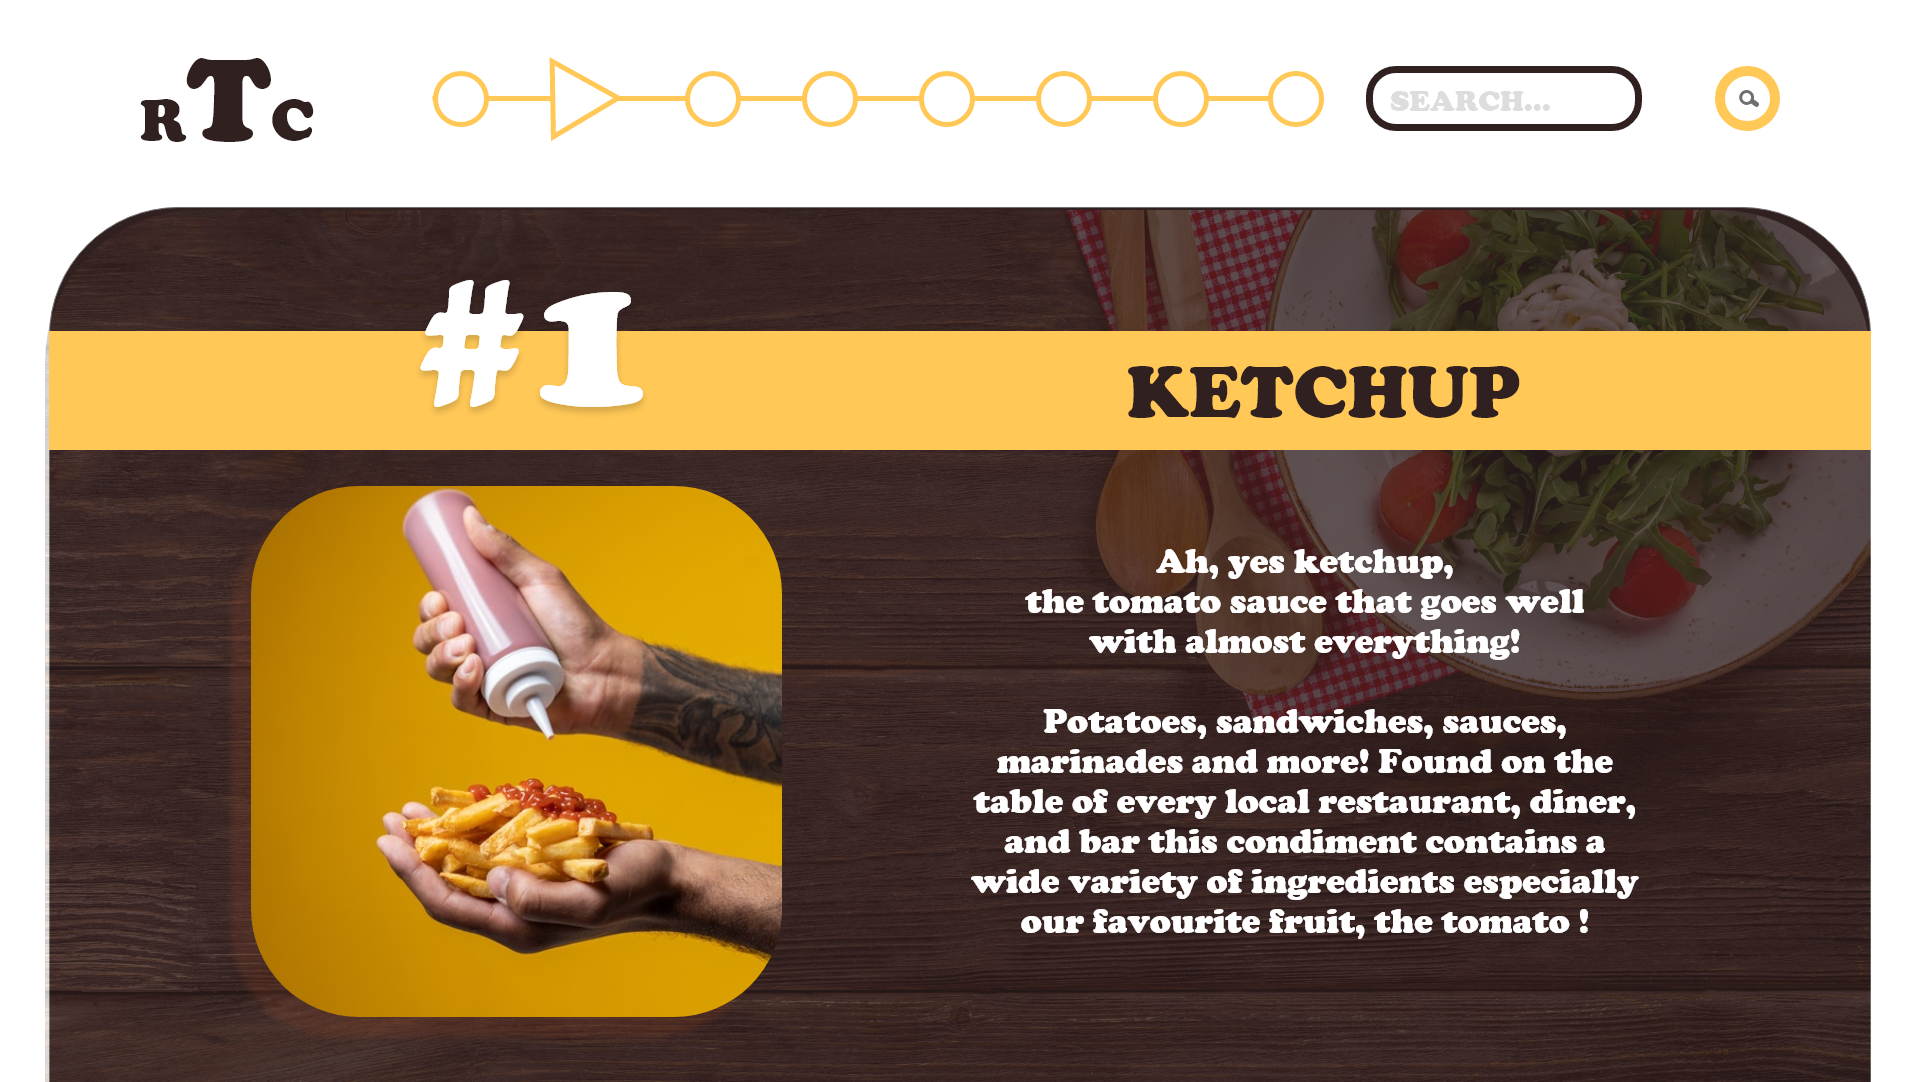 RTC
SEARCH...
#1
KETCHUP
Ah, yes ketchup,
the tomato sauce that goes well
with almost everything!
Potatoes, sandwiches, sauces,
marinades and more! Found on the
table of every local restaurant, diner,
and bar this condiment contains a
wide variety of ingredients especially
our favourite fruit, the tomato !